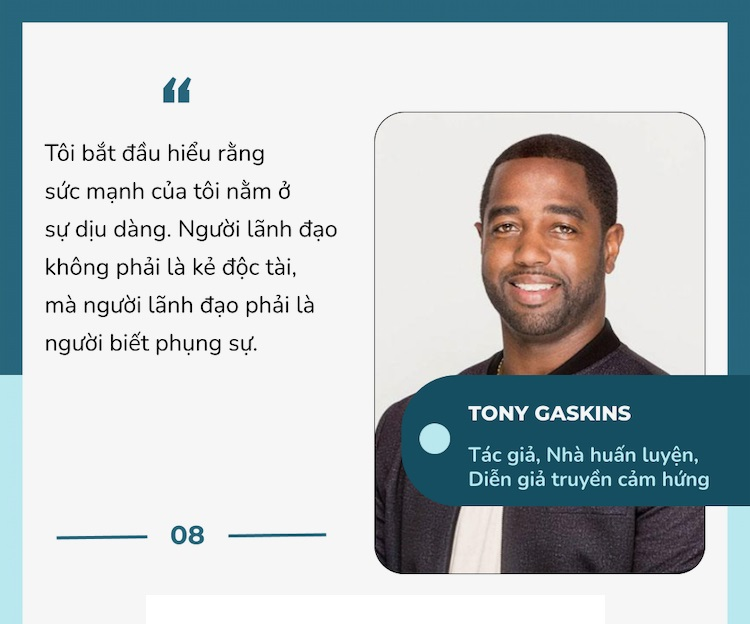 “
Tôi bắt đầu hiểu rằng
sức mạnh của tôi nằm ở
sự dịu dàng. Người lãnh đạo
không phải là kẻ độc tài,
mà người lãnh đạo phải là
người biết phụng sự.
TONY GASKINS
Tác giả, Nhà huấn luyện,
Diễn giả truyền cảm hứng
08